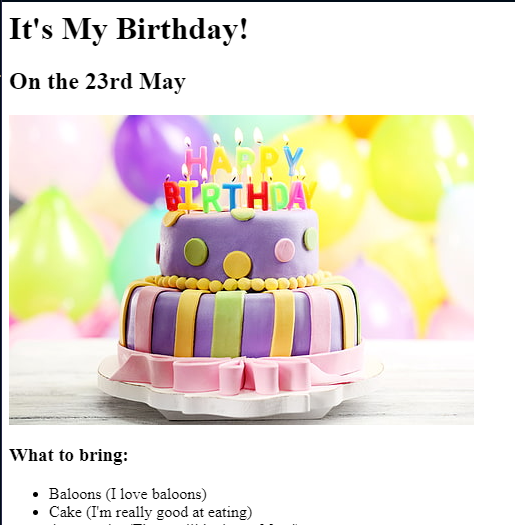 It's My Birthday!
On the 23rd May
HAPPY
BIRTHDAY
What to bring:
Baloons (I love baloons)
Cake (I'm really good at eating)